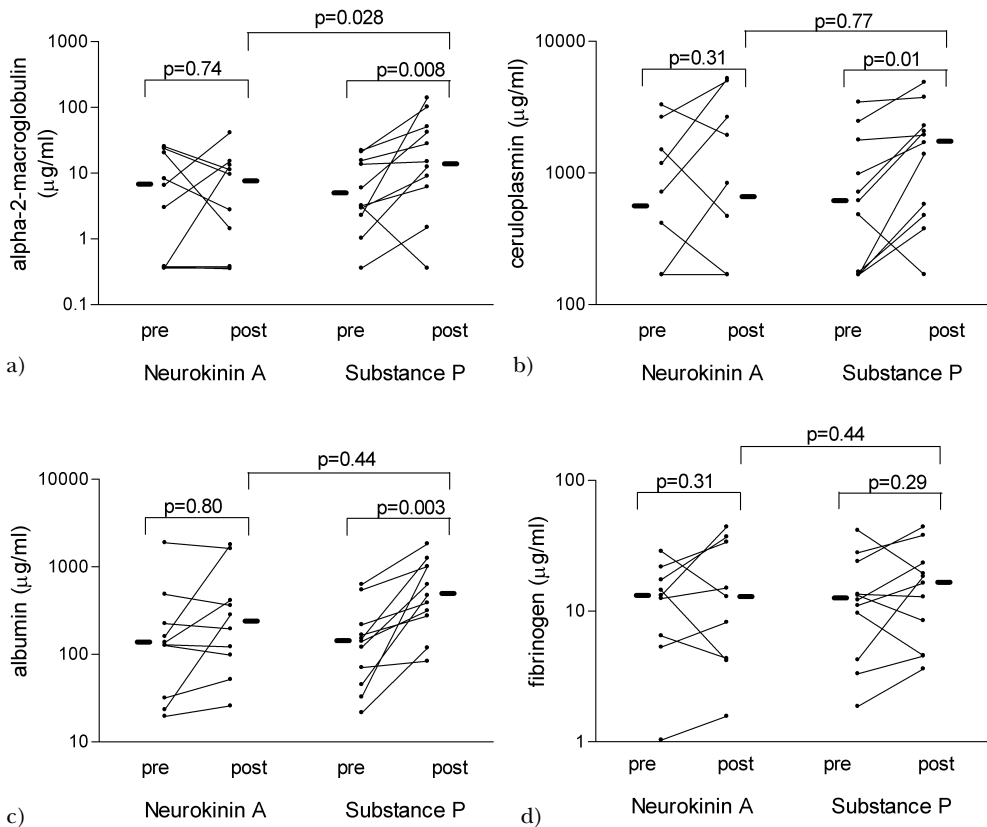 p=0.028
1000
p=0.74
p=0.008
100
10
1
0.1
alpha-2-macroglobulin
(μg/ml)
pre
post
pre
post
Neurokinin A
Substance P
a)
p=0.77
10000
p=0.31
p=0.01
1000
100
ceruloplasmin (μg/ml)
pre
post
pre
post
Neurokinin A
Substance P
b)
p=0.44
10000
p=0.80
p=0.003
1000
100
10
albumin (μg/ml)
pre
post
pre
post
Neurokinin A
Substance P
c)
p=0.44
100
p=0.31
p=0.29
10
1
fibrinogen (μg/ml)
pre
post
pre
post
Neurokinin A
Substance P
d)